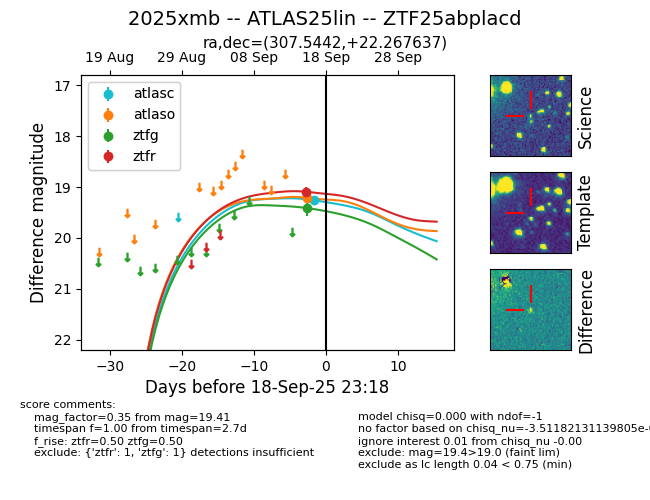 2025xmb -- ATLAS25lin -- ZTF25abplacd
ra,dec=(307.5442,+22.267637)
19 Aug 29 Aug 08 Sep 18 Sep 28 Sep
atlasc
atlaso
ztfg
ztfr
17
18
19
20
21
22
Difference magnitude
−30 −20 −10 0 10
Days before 18-Sep-25 23:18
Science
Template
Difference
score comments:
mag_factor=0.35 from mag=19.41
timespan f=1.00 from timespan=2.7d
f_rise: ztfr=0.50 ztfg=0.50
exclude: {'ztfr': 1, 'ztfg': 1} detections insufficient
model chisq=0.000 with ndof=-1
no factor based on chisq_nu=-3.51182131139805e-
ignore interest 0.01 from chisq_nu -0.00
exclude: mag=19.4>19.0 (faint lim)
exclude as lc length 0.04 < 0.75 (min)